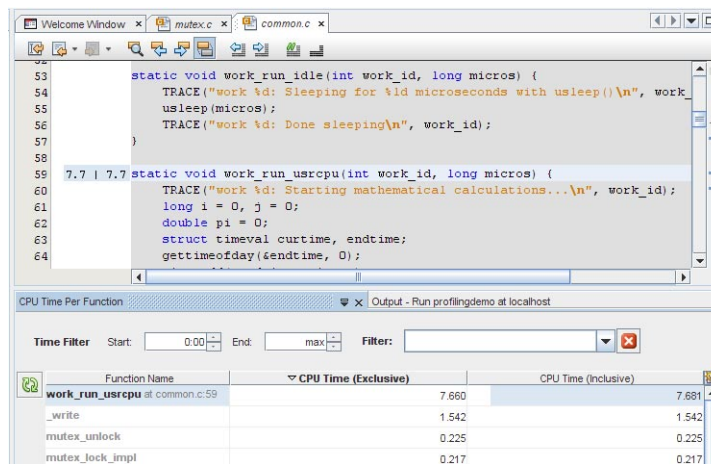 Welcome Window x mutex.c x common.c x
53 static void work_run_idle(int work_id, long micros) {
54 TRACE("work %d: Sleeping for %ld microseconds with usleep()\n", work_
55 usleep(micros);
56 TRACE("work %d: Done sleeping\n", work_id);
57 }
58
59 7.7 | 7.7 static void work_run_usrcpu(int work_id, long micros) {
60 TRACE("work %d: Starting mathematical calculations...\n", work_id);
61 long i = 0, j = 0;
62 double pi = 0;
63 struct timeval curtime, endtime;
64 gettimeofday(&endtime, 0);
CPU Time Per Function x Output - Run profilingdemo at localhost
Time Filter Start: 0:00 End: max Filter:
Function Name CPU Time (Exclusive) CPU Time (Inclusive)
work_run_usrcpu at common.c:59 7.660 7.681
_write 1.542 1.542
mutex_unlock 0.225 0.225
mutex_lock_impl 0.217 0.217